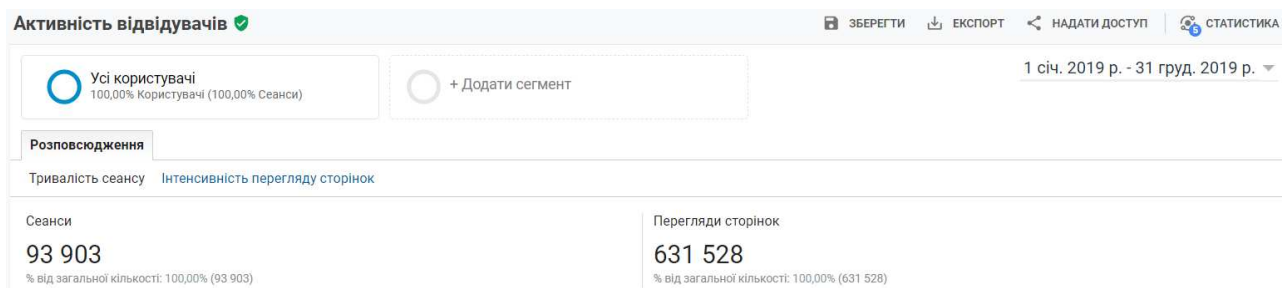 Активність відвідувачів
ЗБЕРЕГТИ ЕКСПОРТ НАДАТИ ДОСТУП 5 СТАТИСТИКА
Усі користувачі
100,00% Користувачі (100,00% Сеанси)
+ Додати сегмент
1 січ. 2019 р. - 31 груд. 2019 р.
Розповсюдження
Тривалість сеансу Інтенсивність перегляду сторінок
Сеанси
93 903
% від загальної кількості: 100,00% (93 903)
Перегляди сторінок
631 528
% від загальної кількості: 100,00% (631 528)